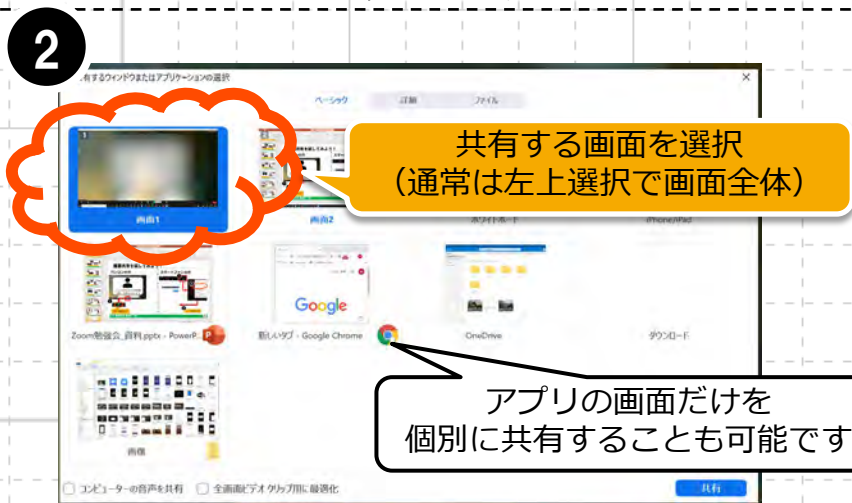 2
有するウィンドウまたはアプリケーションの選択
ベーシック 詳細 ファイル
共有する画面を選択
（通常は左上選択で画面全体）
画面1
画面2
ホワイトボード
iPhone/iPad
Zoom勉強会_資料.pptx - PowerP...
新しいタブ - Google Chrome
OneDrive
ダウンロード
Google
アプリの画面だけを
個別に共有することも可能です
画像
コンピューターの音声を共有 全画面ビデオ クリップ用に最適化
共有